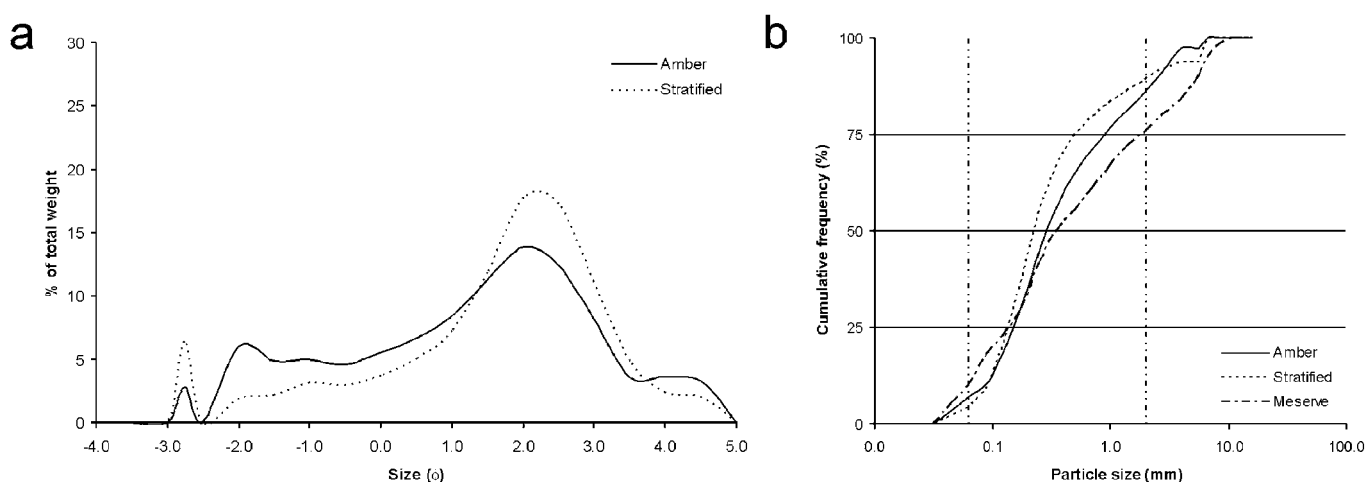 a
30
25
20
15
10
5
0
% of total weight
-4.0 -3.0 -2.0 -1.0 0.0 1.0 2.0 3.0 4.0 5.0
Size (ϕ)
Amber
Stratified
b
100
75
50
25
0
Cumulative frequency (%)
0.0 0.1 1.0 10.0 100.0
Particle size (mm)
Amber
Stratified
Meserve